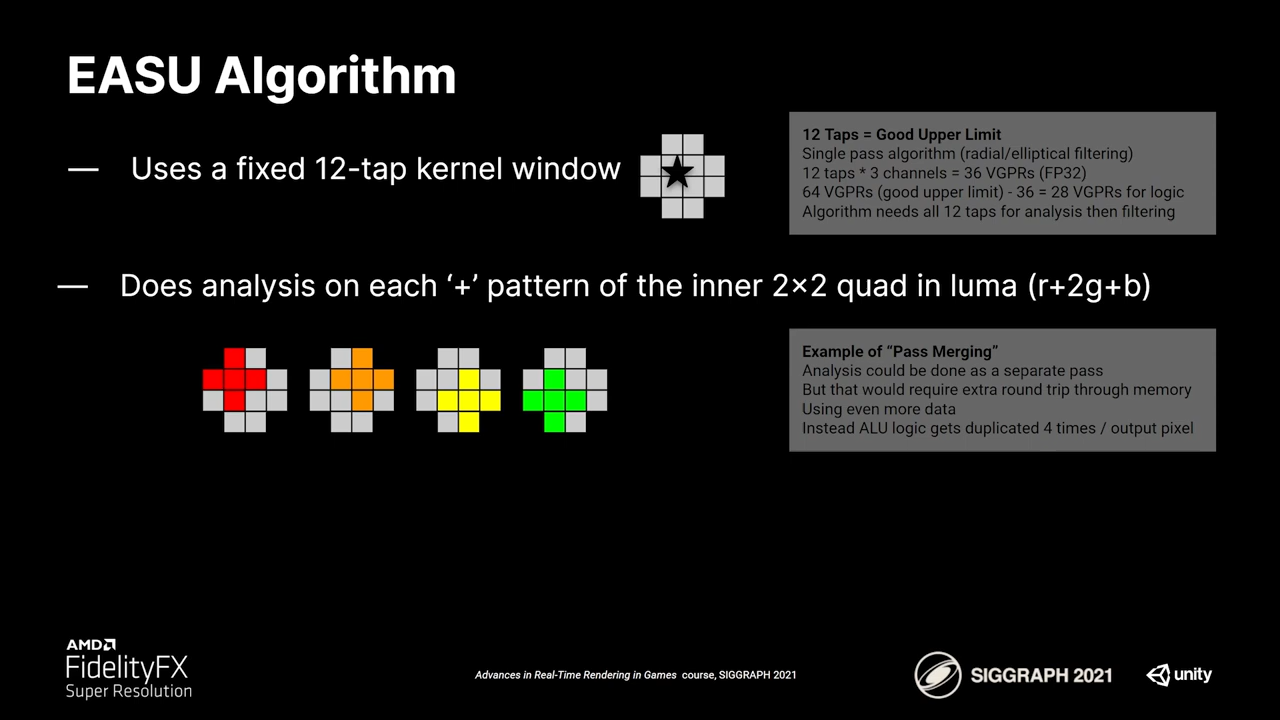 EASU Algorithm
— Uses a fixed 12-tap kernel window
12 Taps = Good Upper Limit
Single pass algorithm (radial/elliptical filtering)
12 taps * 3 channels = 36 VGPRs (FP32)
64 VGPRs (good upper limit) - 36 = 28 VGPRs for logic
Algorithm needs all 12 taps for analysis then filtering
— Does analysis on each ‘+’ pattern of the inner 2×2 quad in luma (r+2g+b)
Example of “Pass Merging”
Analysis could be done as a separate pass
But that would require extra round trip through memory
Using even more data
Instead ALU logic gets duplicated 4 times / output pixel
AMD
FidelityFX
Super Resolution
Advances in Real-Time Rendering in Games course, SIGGRAPH 2021
SIGGRAPH 2021
unity